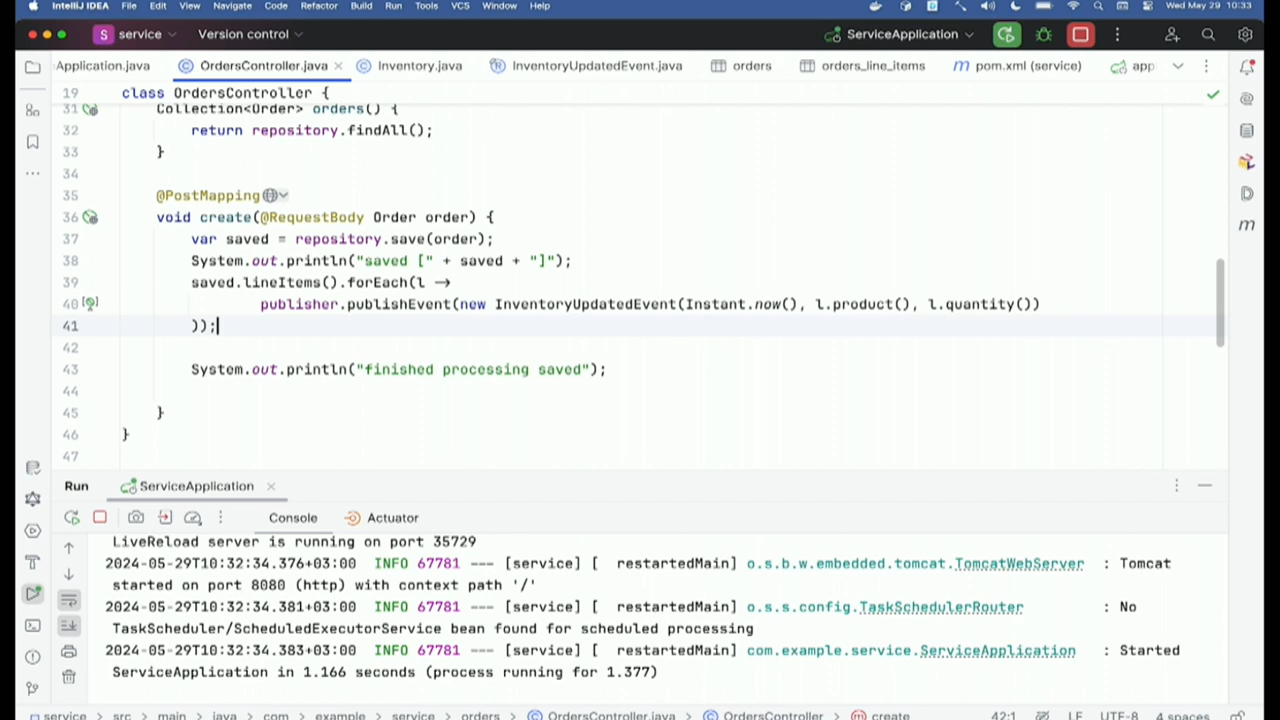 IntelliJ IDEA File Edit View Navigate Code Refactor Build Run Tools VCS Window Help Wed May 29 10:33
S service Version control ServiceApplication
Application.java OrdersController.java Inventory.java InventoryUpdatedEvent.java orders orders_line_items pom.xml (service) app
19 class OrdersController {
31 Collection<Order> orders() {
32 return repository.findAll();
33 }
34
35 @PostMapping
36 void create(@RequestBody Order order) {
37 var saved = repository.save(order);
38 System.out.println("saved [" + saved + "]");
39 saved.lineItems().forEach(l ->
40 publisher.publishEvent(new InventoryUpdatedEvent(Instant.now(), l.product(), l.quantity())
41 ));
42
43 System.out.println("finished processing saved");
44
45 }
46 }
47
Run ServiceApplication
Console Actuator
LiveReload server is running on port 35729
2024-05-29T10:32:34.376+03:00 INFO 67781 --- [service] [ restartedMain] o.s.b.w.embedded.tomcat.TomcatWebServer : Tomcat
started on port 8080 (http) with context path '/'
2024-05-29T10:32:34.381+03:00 INFO 67781 --- [service] [ restartedMain] o.s.s.config.TaskSchedulerRouter : No
TaskScheduler/ScheduledExecutorService bean found for scheduled processing
2024-05-29T10:32:34.383+03:00 INFO 67781 --- [service] [ restartedMain] com.example.service.ServiceApplication : Started
ServiceApplication in 1.166 seconds (process running for 1.377)
service > src > main > java > com > example > service > orders > OrdersController.java > OrdersController > create 42:1 LF UTF-8 4 spaces